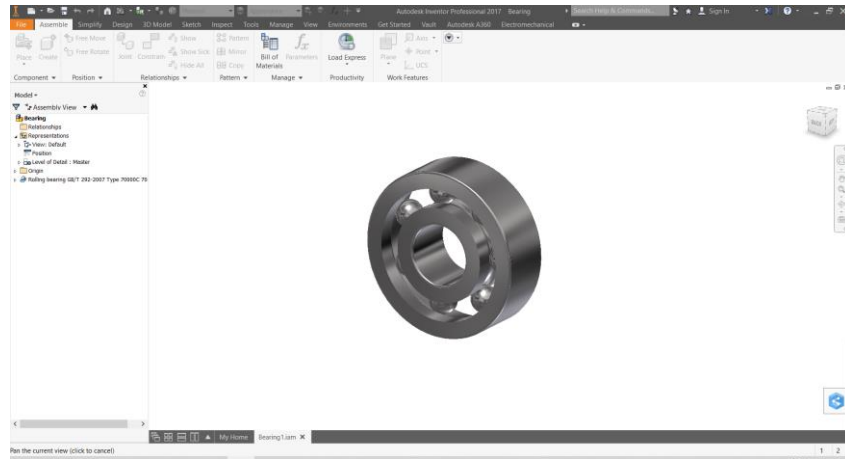 Autodesk Inventor Professional 2017 Bearing Search Help & Commands... Sign In
File Assemble Simplify Design 3D Model Sketch Inspect Tools Manage View Environments Get Started Vault Autodesk A360 Electromechanical
Free Move Show Pattern Axis
Free Rotate Show Sick Mirror Point
Place Create Joint Constrain Hide All Copy Bill of Materials Parameters Load Express Plane UCS
Component Position Relationships Pattern Manage Productivity Work Features
Model
Assembly View
Bearing
Relationships
Representations
View: Default
Position
Level of Detail : Master
Origin
Rolling bearing GB/T 292-2007 Type 70000C 70
My Home Bearing1.iam
Pan the current view (click to cancel) 1 2